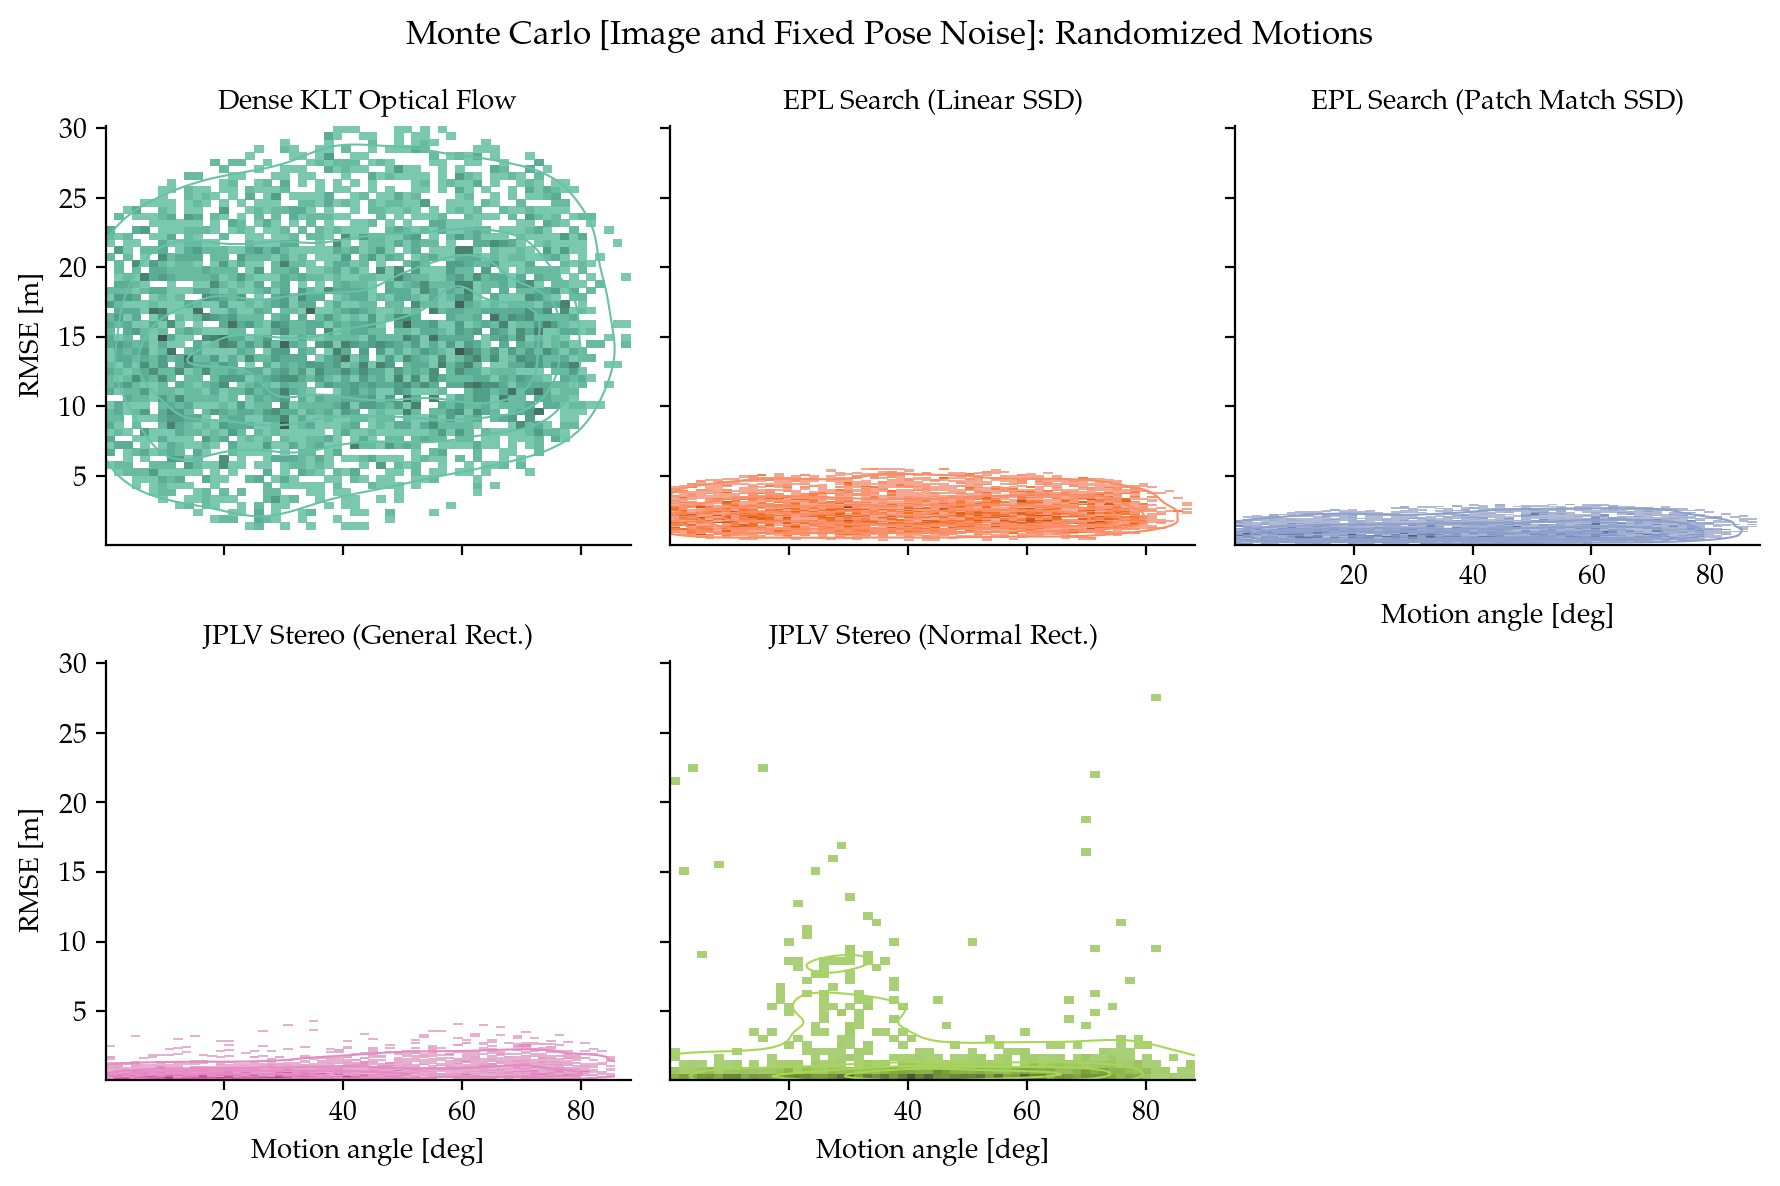 Monte Carlo [Image and Fixed Pose Noise]: Randomized Motions
Dense KLT Optical Flow
EPL Search (Linear SSD)
EPL Search (Patch Match SSD)
30
25
20
15
10
5
RMSE [m]
20 40 60 80
Motion angle [deg]
JPLV Stereo (General Rect.)
JPLV Stereo (Normal Rect.)
30
25
20
15
10
5
RMSE [m]
20 40 60 80
Motion angle [deg]
20 40 60 80
Motion angle [deg]